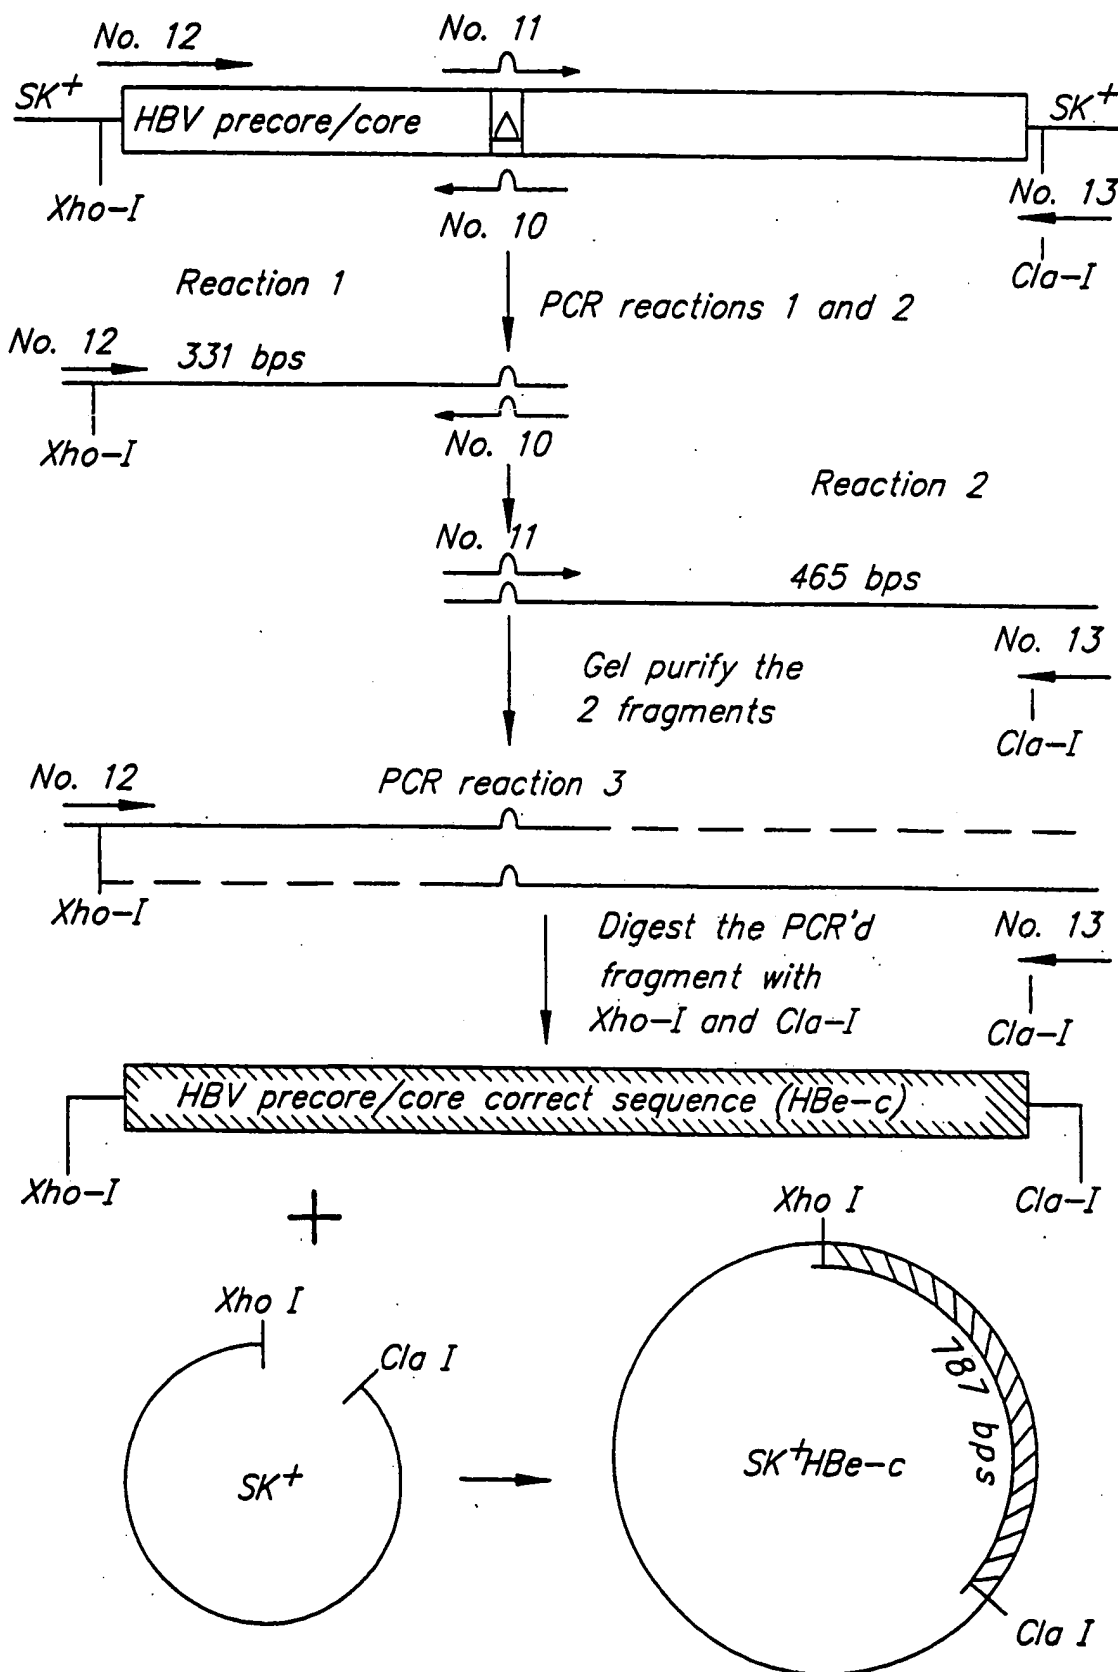 No. 12
No. 11
SK+
HBV precore/core
Δ
SK+
Xho-I
No. 10
No. 13
Cla-I
Reaction 1
PCR reactions 1 and 2
No. 12
331 bps
Xho-I
No. 10
Reaction 2
No. 11
465 bps
No. 13
Gel purify the
2 fragments
Cla-I
No. 12
PCR reaction 3
Xho-I
Digest the PCR'd
fragment with
Xho-I and Cla-I
No. 13
Cla-I
HBV precore/core correct sequence (HBe-c)
Xho-I
+
Cla-I
Xho I
Xho I
Cla I
787 bps
SK+
SK+HBe-c
Cla I